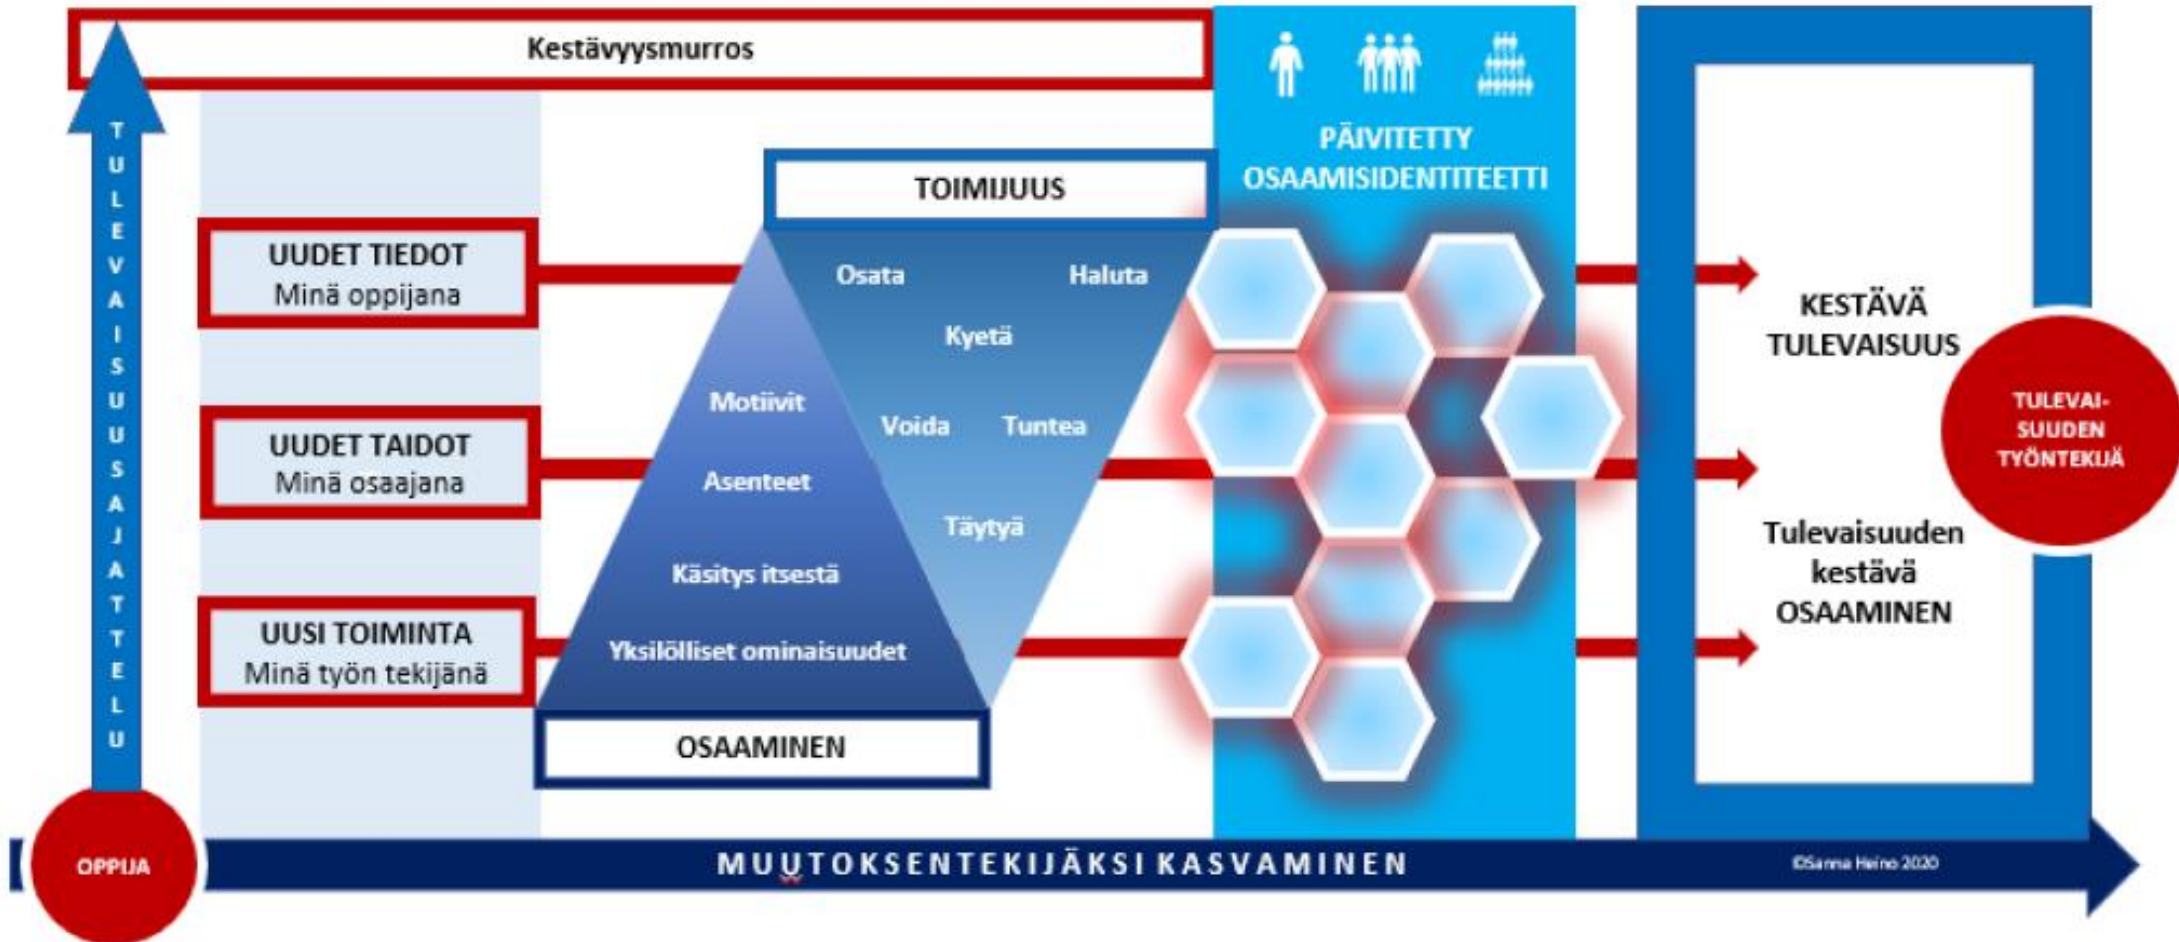 Kestävyysmurros
TULEVAISUUSAJATTELU
PÄIVITETTY
OSAAMISIDENTITEETTI
TOIMIJUUS
UUDET TIEDOT
Minä oppijana
Osata
Haluta
Kyetä
Motiivit
Voida
Tuntea
UUDET TAIDOT
Minä osaajana
Asenteet
Täytyä
Käsitys itsestä
UUSI TOIMINTA
Minä työn tekijänä
Yksilölliset ominaisuudet
OSAAMINEN
KESTÄVÄ
TULEVAISUUS
TULEVAI-
SUUDEN
TYÖNTEKIJÄ
Tulevaisuuden
kestävä
OSAAMINEN
OPPIJA
MUUTOKSENTEKIJÄKSI KASVAMINEN
©Sanna Heino 2020